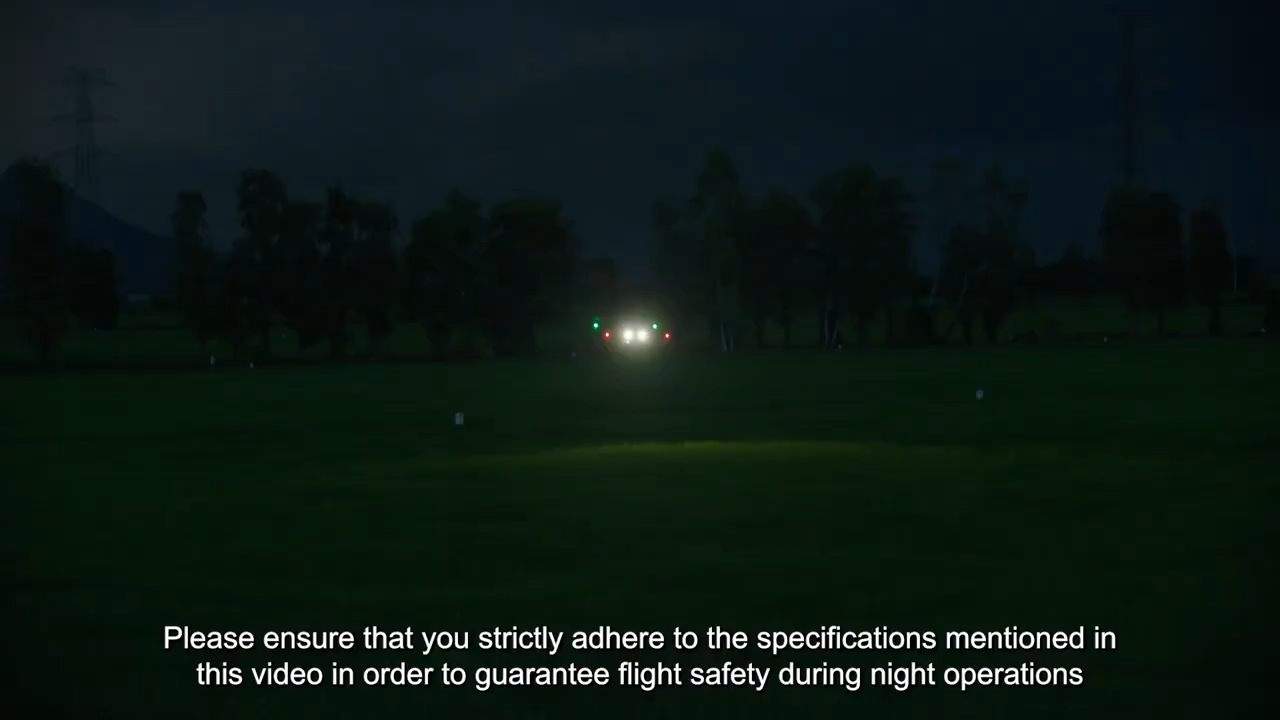 Please ensure that you strictly adhere to the specifications mentioned in
this video in order to guarantee flight safety during night operations